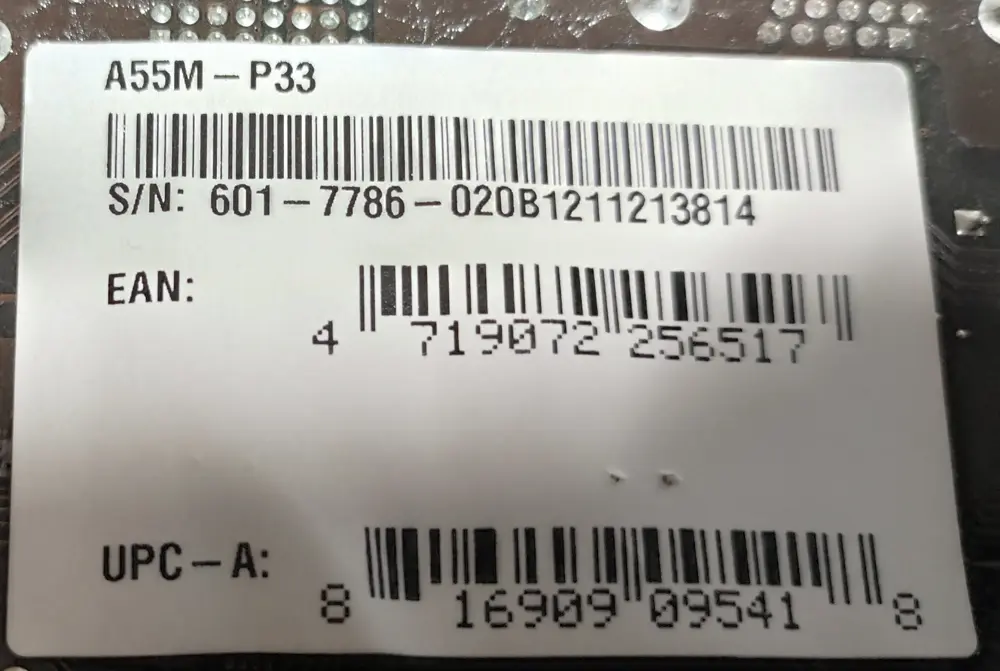 A55M-P33
S/N: 601-7786-020B1211213814
EAN:
4 719072 256517
UPC-A:
8 16909 09541 8